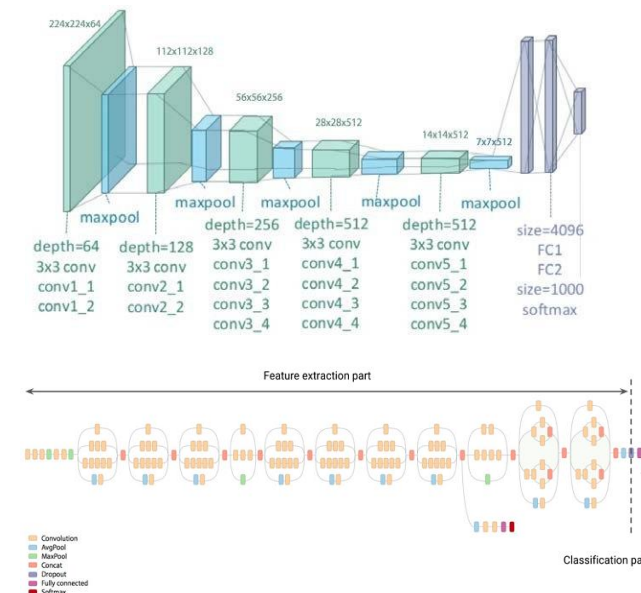 224x224x64
112x112x128
56x56x256
28x28x512
14x14x512
7x7x512
maxpool
maxpool
maxpool
maxpool
maxpool
depth=64
3x3 conv
conv1_1
conv1_2
depth=128
3x3 conv
conv2_1
conv2_2
depth=256
3x3 conv
conv3_1
conv3_2
conv3_3
conv3_4
depth=512
3x3 conv
conv4_1
conv4_2
conv4_3
conv4_4
depth=512
3x3 conv
conv5_1
conv5_2
conv5_3
conv5_4
size=4096
FC1
FC2
size=1000
softmax
Feature extraction part
Convolution
AvgPool
MaxPool
Concat
Dropout
Fully connected
Softmax
Classification pa